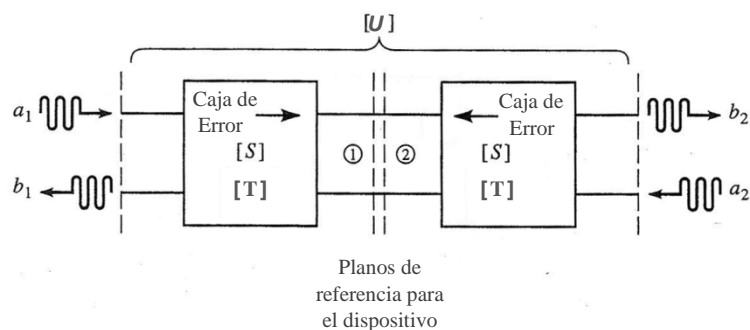 [U]
a₁
Caja de
Error
[S]
[T]
b₁
①
②
Caja de
Error
[S]
[T]
b₂
a₂
Planos de
referencia para
el dispositivo